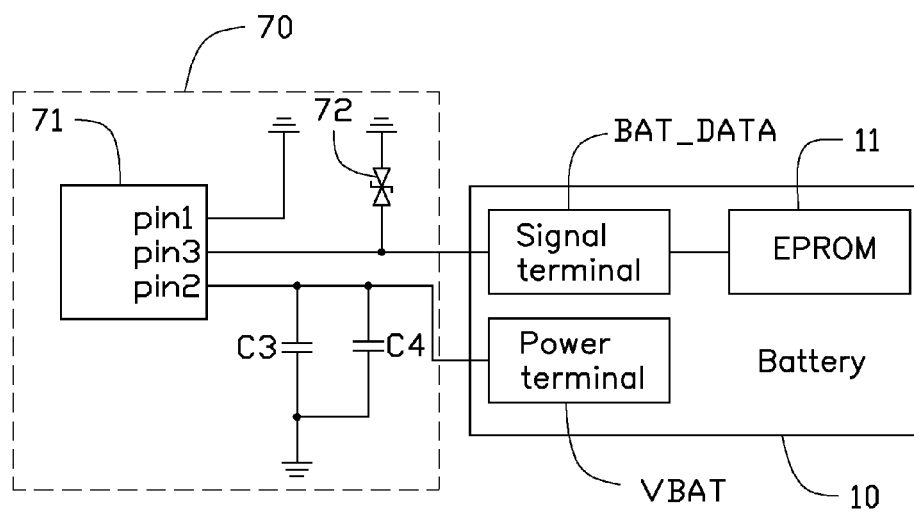 70
71
72
BAT_DATA
11
pin1
pin3
pin2
Signal
terminal
EPROM
C3
C4
Power
terminal
Battery
VBAT
10